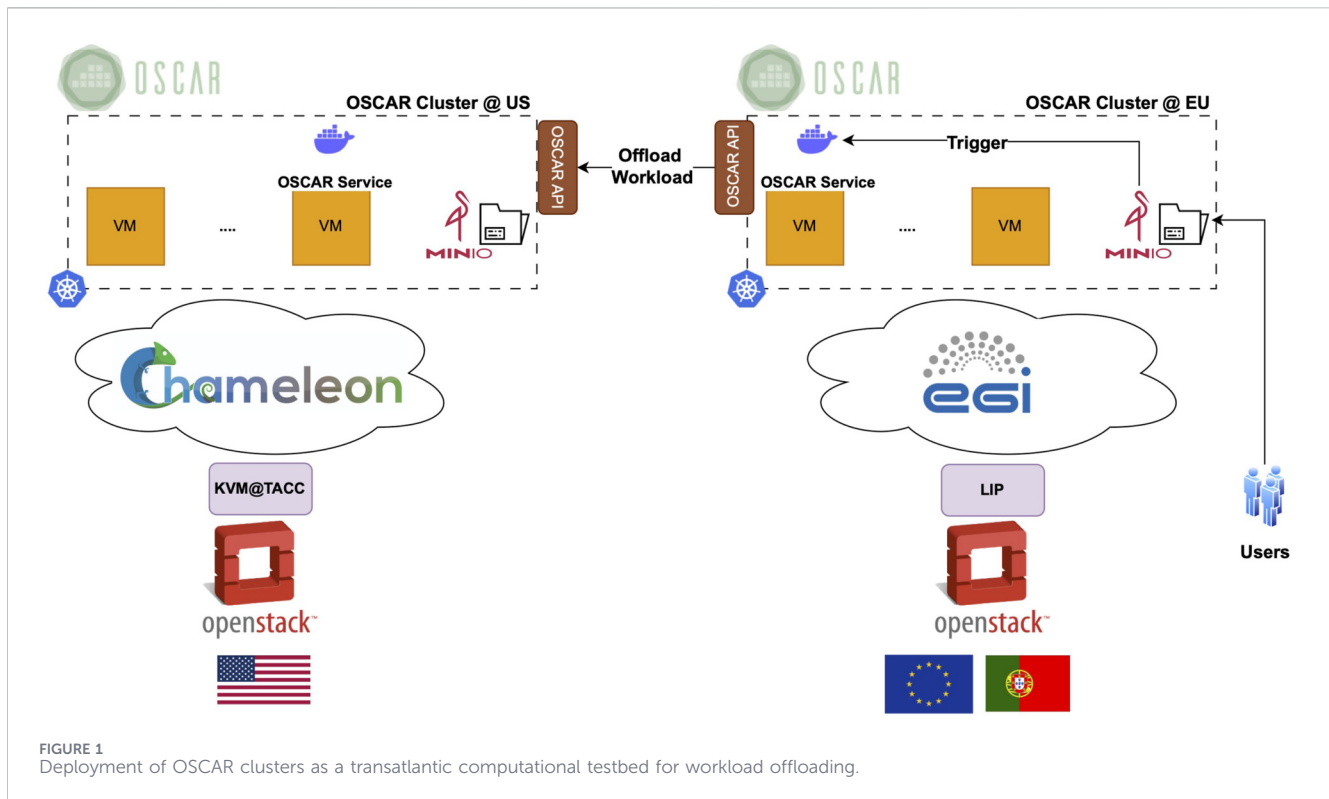 OSCAR
OSCAR Cluster @ US
OSCAR Service
VM
....
VM
MINIO
OSCAR API
Offload
Workload
OSCAR API
OSCAR
OSCAR Cluster @ EU
Trigger
OSCAR Service
VM
....
VM
MINIO
Chameleon
egi
KVM@TACC
LIP
openstack™
openstack™
Users
FIGURE 1
Deployment of OSCAR clusters as a transatlantic computational testbed for workload offloading.